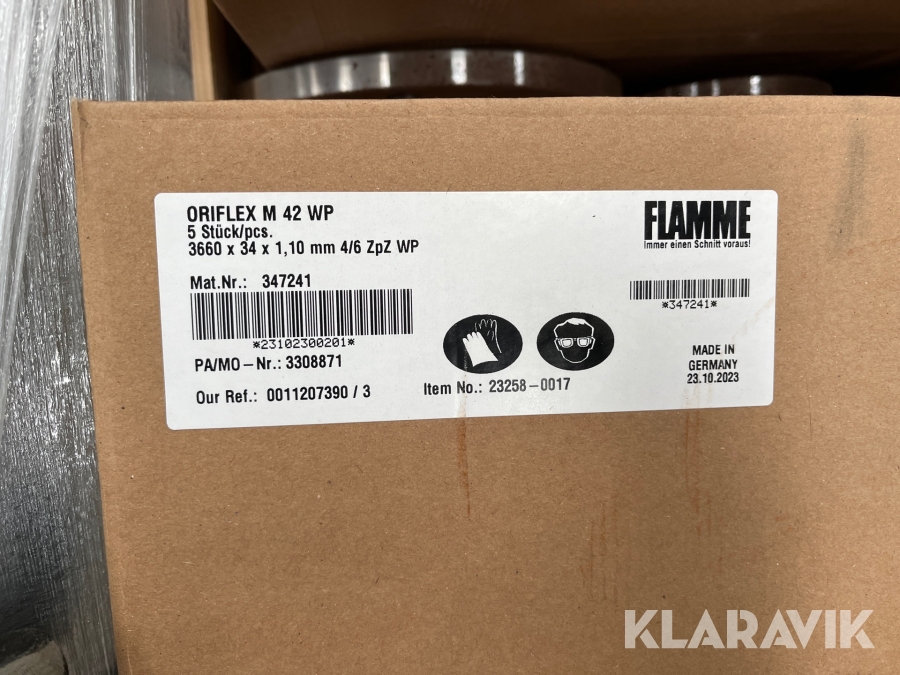 ORIFLEX M 42 WP
5 Stück/pcs.
3660 x 34 x 1,10 mm 4/6 ZpZ WP
FLAMME
Immer einen Schnitt voraus!
Mat.Nr.: 347241
*23102300201*
*347241*
PA/MO-Nr.: 3308871
MADE IN
GERMANY
23.10.2023
Our Ref.: 0011207390 / 3
Item No.: 23258-0017
KLARAVIK